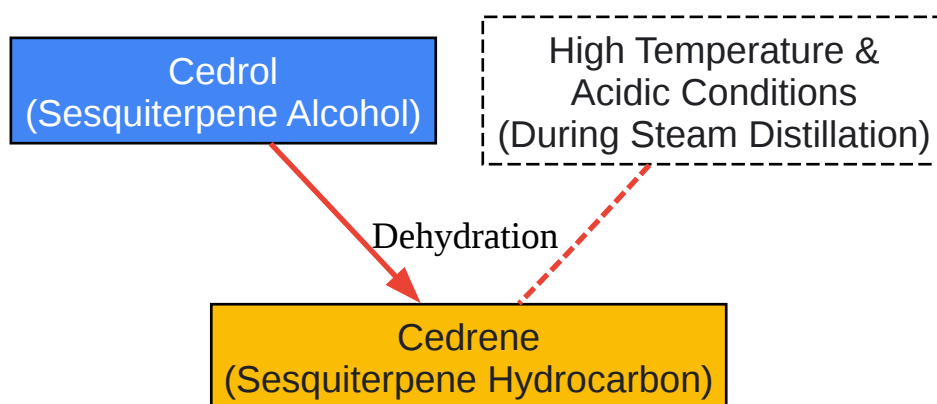 Cedrol
(Sesquiterpene Alcohol)
High Temperature &
Acidic Conditions
(During Steam Distillation)
Dehydration
Cedrene
(Sesquiterpene Hydrocarbon)